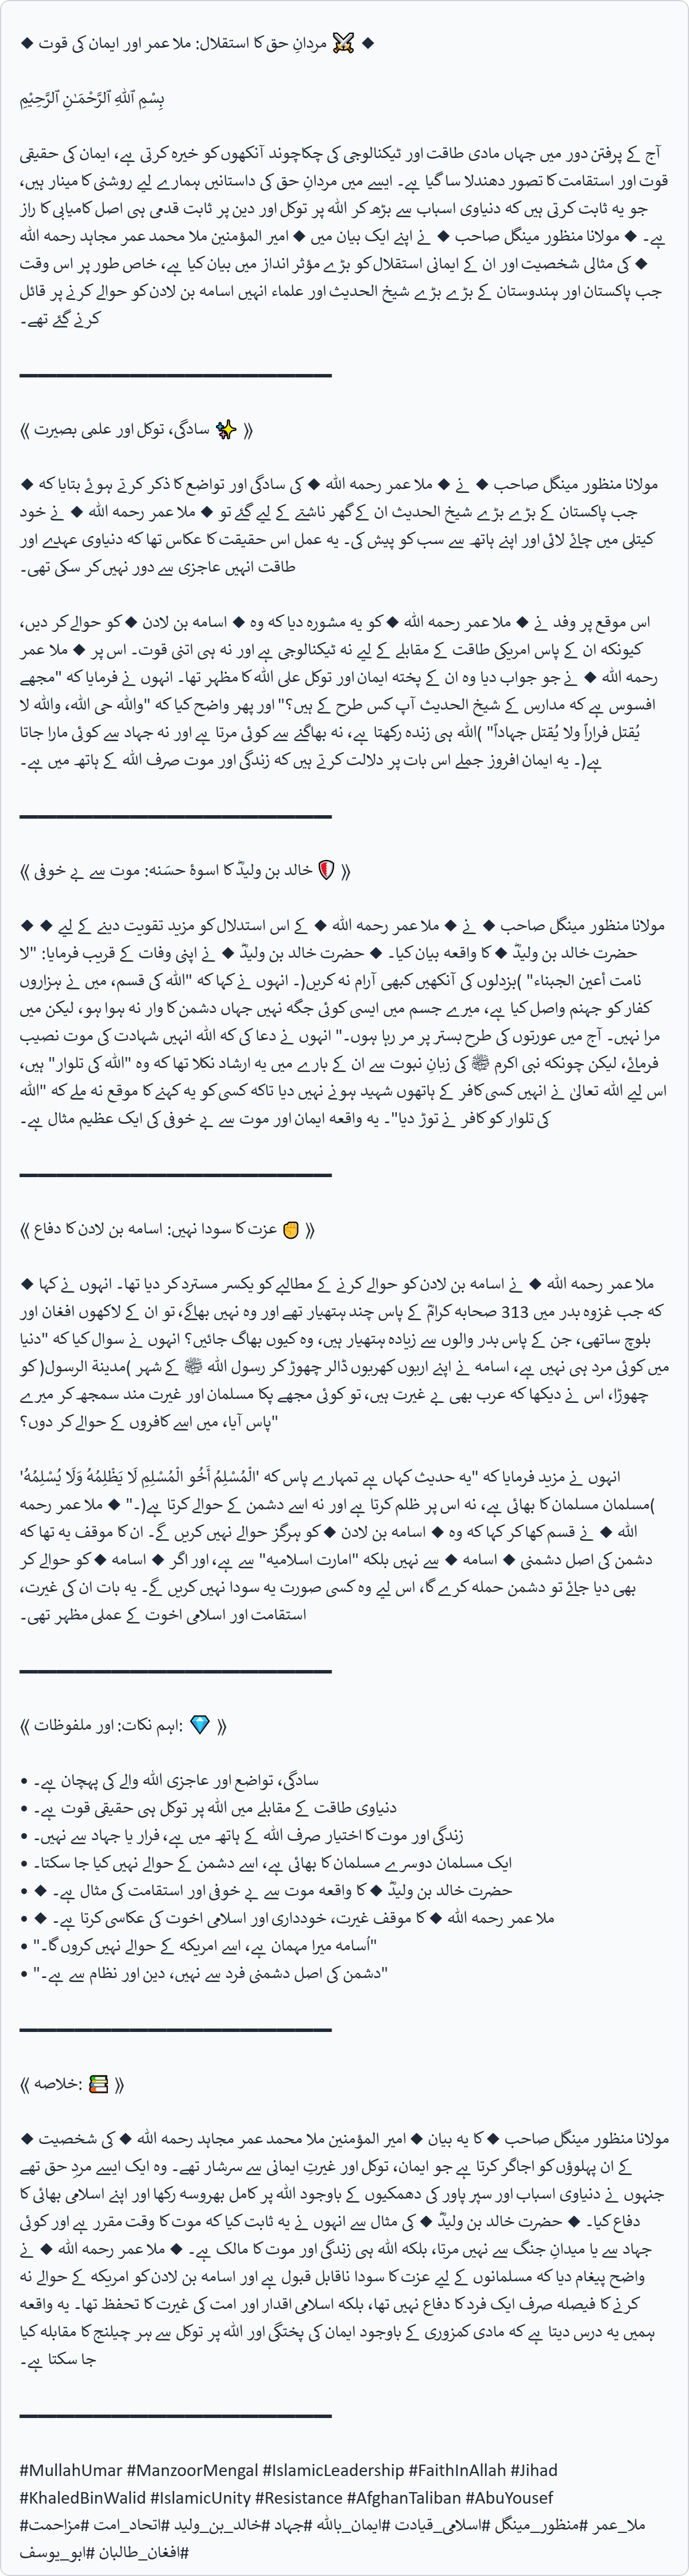 ◆ ⚔️ مردانِ حق کا استقلال: ملا عمر اور ایمان کی قوت ◆
بِسْمِ ٱللَّهِ ٱلرَّحْمَـٰنِ ٱلرَّحِيْمِ
آج کے پرفتن دور میں جہاں مادی طاقت اور ٹیکنالوجی کی چکاچوند آنکھوں کو خیرہ کرتی ہے، ایمان کی حقیقی
قوت اور استقامت کا تصور دھندلا سا گیا ہے۔ ایسے میں مردانِ حق کی داستانیں ہمارے لیے روشنی کا مینار ہیں،
جو یہ ثابت کرتی ہیں کہ دنیاوی اسباب سے بڑھ کر اللہ پر توکل اور دین پر ثابت قدمی ہی اصل کامیابی کا راز
ہے۔ ◆ مولانا منظور مینگل صاحب ◆ نے اپنے ایک بیان میں ◆ امیر المؤمنین ملا محمد عمر مجاہد رحمہ اللہ
◆ کی مثالی شخصیت اور ان کے ایمانی استقلال کو بڑے مؤثر انداز میں بیان کیا ہے، خاص طور پر اس وقت
جب پاکستان اور ہندوستان کے بڑے بڑے شیخ الحدیث اور علماء انہیں اسامہ بن لادن کو حوالے کرنے پر قائل
کرنے گئے تھے۔
━━━━━━━━━━━━━━━━━━
《 ✨ سادگی، توکل اور علمی بصیرت 》
◆ مولانا منظور مینگل صاحب ◆ نے ◆ ملا عمر رحمہ اللہ ◆ کی سادگی اور تواضع کا ذکر کرتے ہوئے بتایا کہ
جب پاکستان کے بڑے بڑے شیخ الحدیث ان کے گھر ناشتے کے لیے گئے تو ◆ ملا عمر رحمہ اللہ ◆ نے خود
کیتلی میں چائے لائی اور اپنے ہاتھ سے سب کو پیش کی۔ یہ عمل اس حقیقت کا عکاس تھا کہ دنیاوی عہدے اور
طاقت انہیں عاجزی سے دور نہیں کر سکی تھی۔
اس موقع پر وفد نے ◆ ملا عمر رحمہ اللہ ◆ کو یہ مشورہ دیا کہ وہ ◆ اسامہ بن لادن ◆ کو حوالے کر دیں،
کیونکہ ان کے پاس امریکی طاقت کے مقابلے کے لیے نہ ٹیکنالوجی ہے اور نہ ہی اتنی قوت۔ اس پر ◆ ملا عمر
رحمہ اللہ ◆ نے جو جواب دیا وہ ان کے پختہ ایمان اور توکل علی اللہ کا مظہر تھا۔ انہوں نے فرمایا کہ "مجھے
افسوس ہے کہ مدارس کے شیخ الحدیث آپ کس طرح کے ہیں؟" اور پھر واضح کیا کہ "واللہ حی اللہ، واللہ لا
یُقتل فراراً ولا یُقتل جہاداً" (اللہ ہی زندہ رکھتا ہے، نہ بھاگنے سے کوئی مرتا ہے اور نہ جہاد سے کوئی مارا جاتا
ہے)۔ یہ ایمان افروز جملے اس بات پر دلالت کرتے ہیں کہ زندگی اور موت صرف اللہ کے ہاتھ میں ہے۔
━━━━━━━━━━━━━━━━━━
《 🛡️ خالد بن ولیدؓ کا اسوۂ حسَنہ: موت سے بے خوفی 》
◆ مولانا منظور مینگل صاحب ◆ نے ◆ ملا عمر رحمہ اللہ ◆ کے اس استدلال کو مزید تقویت دینے کے لیے ◆
حضرت خالد بن ولیدؓ ◆ کا واقعہ بیان کیا۔ ◆ حضرت خالد بن ولیدؓ ◆ نے اپنی وفات کے قریب فرمایا: "لا
نامت أعين الجبناء" (بزدلوں کی آنکھیں کبھی آرام نہ کریں)۔ انہوں نے کہا کہ "اللہ کی قسم، میں نے ہزاروں
کفار کو جہنم واصل کیا ہے، میرے جسم میں ایسی کوئی جگہ نہیں جہاں دشمن کا وار نہ ہوا ہو، لیکن میں
مرا نہیں۔ آج میں عورتوں کی طرح بستر پر مر رہا ہوں۔" انہوں نے دعا کی کہ اللہ انہیں شہادت کی موت نصیب
فرمائے، لیکن چونکہ نبی اکرم ﷺ کی زبانِ نبوت سے ان کے بارے میں یہ ارشاد نکلا تھا کہ وہ "اللہ کی تلوار" ہیں،
اس لیے اللہ تعالیٰ نے انہیں کسی کافر کے ہاتھوں شہید ہونے نہیں دیا تاکہ کسی کو یہ کہنے کا موقع نہ ملے کہ "اللہ
کی تلوار کو کافر نے توڑ دیا"۔ یہ واقعہ ایمان اور موت سے بے خوفی کی ایک عظیم مثال ہے۔
━━━━━━━━━━━━━━━━━━
《 ✊ عزت کا سودا نہیں: اسامہ بن لادن کا دفاع 》
◆ ملا عمر رحمہ اللہ ◆ نے اسامہ بن لادن کو حوالے کرنے کے مطالبے کو یکسر مسترد کر دیا تھا۔ انہوں نے کہا
کہ جب غزوہ بدر میں 313 صحابہ کرامؓ کے پاس چند ہتھیار تھے اور وہ نہیں بھاگے، تو ان کے لاکھوں افغان اور
بلوچ ساتھی، جن کے پاس بدر والوں سے زیادہ ہتھیار ہیں، وہ کیوں بھاگ جائیں؟ انہوں نے سوال کیا کہ "دنیا
میں کوئی مرد ہی نہیں ہے، اسامہ نے اپنے اربوں کھربوں ڈالر چھوڑ کر رسول اللہ ﷺ کے شہر (مدینۃ الرسول) کو
چھوڑا، اس نے دیکھا کہ عرب بھی بے غیرت ہیں، تو کوئی مجھے پکا مسلمان اور غیرت مند سمجھ کر میرے
پاس آیا، میں اسے کافروں کے حوالے کر دوں؟"
انہوں نے مزید فرمایا کہ "یہ حدیث کہاں ہے تمہارے پاس کہ 'الْمُسْلِمُ أَخُو الْمُسْلِمِ لَا يَظْلِمُهُ وَلَا يُسْلِمُهُ'
(مسلمان مسلمان کا بھائی ہے، نہ اس پر ظلم کرتا ہے اور نہ اسے دشمن کے حوالے کرتا ہے)۔" ◆ ملا عمر رحمہ
اللہ ◆ نے قسم کھا کر کہا کہ وہ ◆ اسامہ بن لادن ◆ کو ہرگز حوالے نہیں کریں گے۔ ان کا موقف یہ تھا کہ
دشمن کی اصل دشمنی ◆ اسامہ ◆ سے نہیں بلکہ "امارت اسلامیہ" سے ہے، اور اگر ◆ اسامہ ◆ کو حوالے کر
بھی دیا جائے تو دشمن حملہ کرے گا، اس لیے وہ کسی صورت یہ سودا نہیں کریں گے۔ یہ بات ان کی غیرت،
استقامت اور اسلامی اخوت کے عملی مظہر تھی۔
━━━━━━━━━━━━━━━━━━
《 💎 :اہم نکات: اور ملفوظات 》
• سادگی، تواضع اور عاجزی اللہ والے کی پہچان ہے۔
• دنیاوی طاقت کے مقابلے میں اللہ پر توکل ہی حقیقی قوت ہے۔
• زندگی اور موت کا اختیار صرف اللہ کے ہاتھ میں ہے، فرار یا جہاد سے نہیں۔
• ایک مسلمان دوسرے مسلمان کا بھائی ہے، اسے دشمن کے حوالے نہیں کیا جا سکتا۔
• ◆ حضرت خالد بن ولیدؓ ◆ کا واقعہ موت سے بے خوفی اور استقامت کی مثال ہے۔
• ◆ ملا عمر رحمہ اللہ ◆ کا موقف غیرت، خودداری اور اسلامی اخوت کی عکاسی کرتا ہے۔
• "اُسامہ میرا مہمان ہے، اسے امریکہ کے حوالے نہیں کروں گا۔"
• "دشمن کی اصل دشمنی فرد سے نہیں، دین اور نظام سے ہے۔"
━━━━━━━━━━━━━━━━━━
《 📚 :خلاصہ 》
◆ مولانا منظور مینگل صاحب ◆ کا یہ بیان ◆ امیر المؤمنین ملا محمد عمر مجاہد رحمہ اللہ ◆ کی شخصیت
کے ان پہلوؤں کو اجاگر کرتا ہے جو ایمان، توکل اور غیرتِ ایمانی سے سرشار تھے۔ وہ ایک ایسے مردِ حق تھے
جنہوں نے دنیاوی اسباب اور سپر پاور کی دھمکیوں کے باوجود اللہ پر کامل بھروسہ رکھا اور اپنے اسلامی بھائی کا
دفاع کیا۔ ◆ حضرت خالد بن ولیدؓ ◆ کی مثال سے انہوں نے یہ ثابت کیا کہ موت کا وقت مقرر ہے اور کوئی
جہاد سے یا میدانِ جنگ سے نہیں مرتا، بلکہ اللہ ہی زندگی اور موت کا مالک ہے۔ ◆ ملا عمر رحمہ اللہ ◆ نے
واضح پیغام دیا کہ مسلمانوں کے لیے عزت کا سودا ناقابل قبول ہے اور اسامہ بن لادن کو امریکہ کے حوالے نہ
کرنے کا فیصلہ صرف ایک فرد کا دفاع نہیں تھا، بلکہ اسلامی اقدار اور امت کی غیرت کا تحفظ تھا۔ یہ واقعہ
ہمیں یہ درس دیتا ہے کہ مادی کمزوری کے باوجود ایمان کی پختگی اور اللہ پر توکل سے ہر چیلنج کا مقابلہ کیا
جا سکتا ہے۔
━━━━━━━━━━━━━━━━━━
#MullahUmar #ManzoorMengal #IslamicLeadership #FaithInAllah #Jihad
#KhaledBinWalid #IslamicUnity #Resistance #AfghanTaliban #AbuYousef
#ملا_عمر #منظور_مینگل #اسلامی_قیادت #ایمان_باللہ #جہاد #خالد_بن_ولید #اتحاد_امت #مزاحمت
#افغان_طالبان #ابو_یوسف